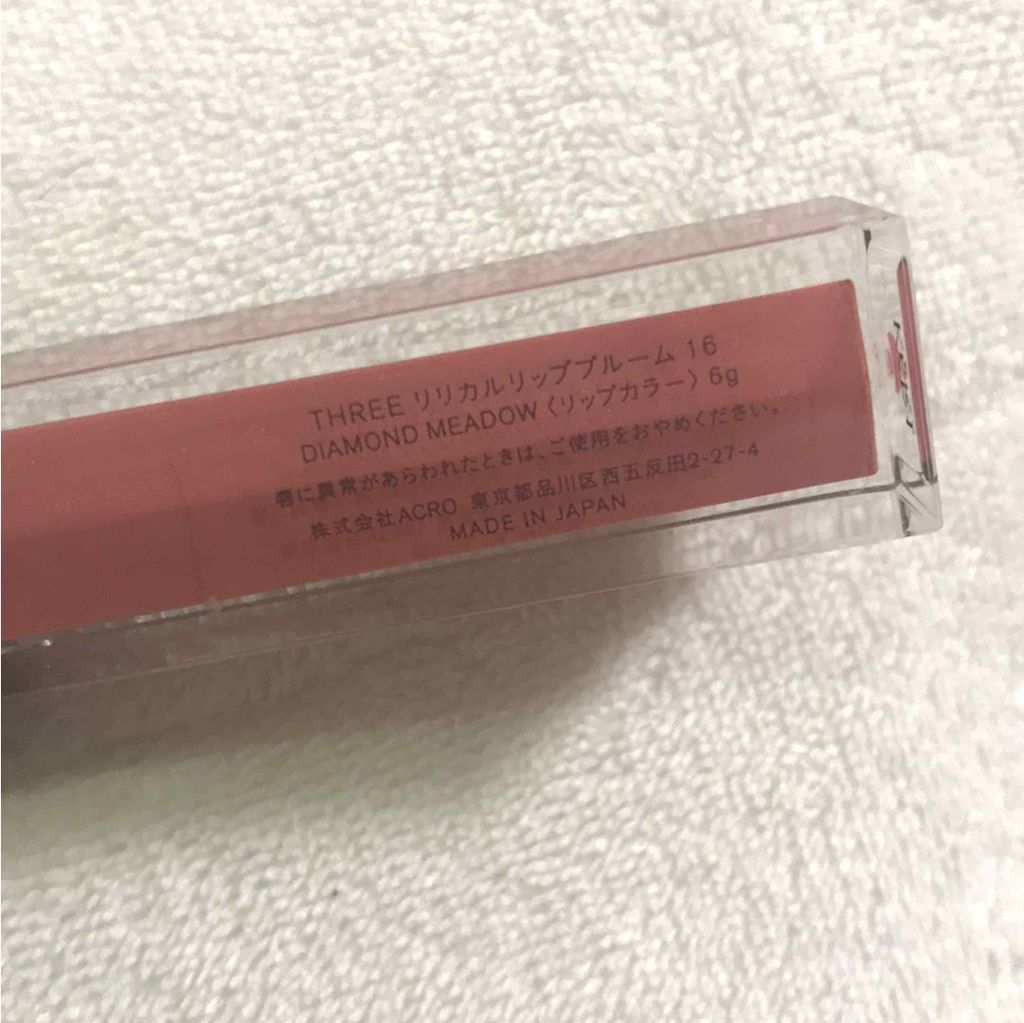 THREE リリカルリップブルーム 16
DIAMOND MEADOW〈リップカラー〉6g
唇に異常があらわれたときは、ご使用をおやめください。
株式会社ACRO 東京都品川区西五反田2-27-4
MADE IN JAPAN